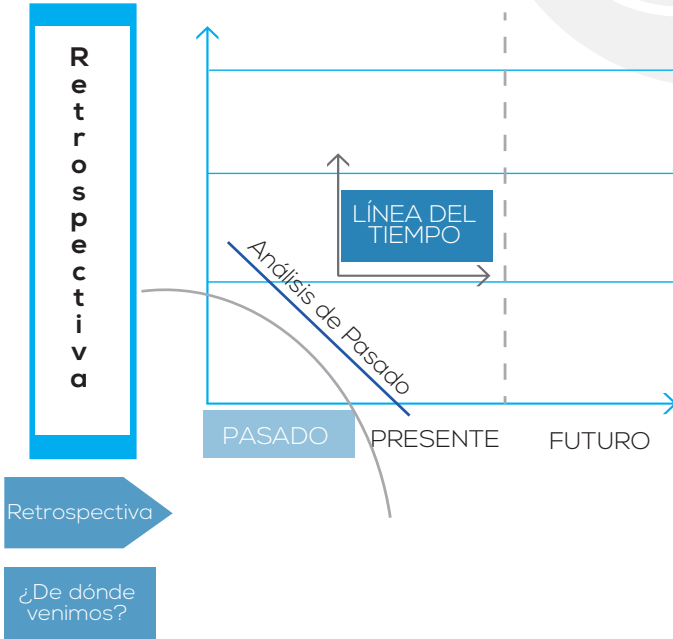 Retrospectiva
LÍNEA DEL
TIEMPO
Análisis de Pasado
PASADO
PRESENTE
FUTURO
Retrospectiva
¿De dónde
venimos?